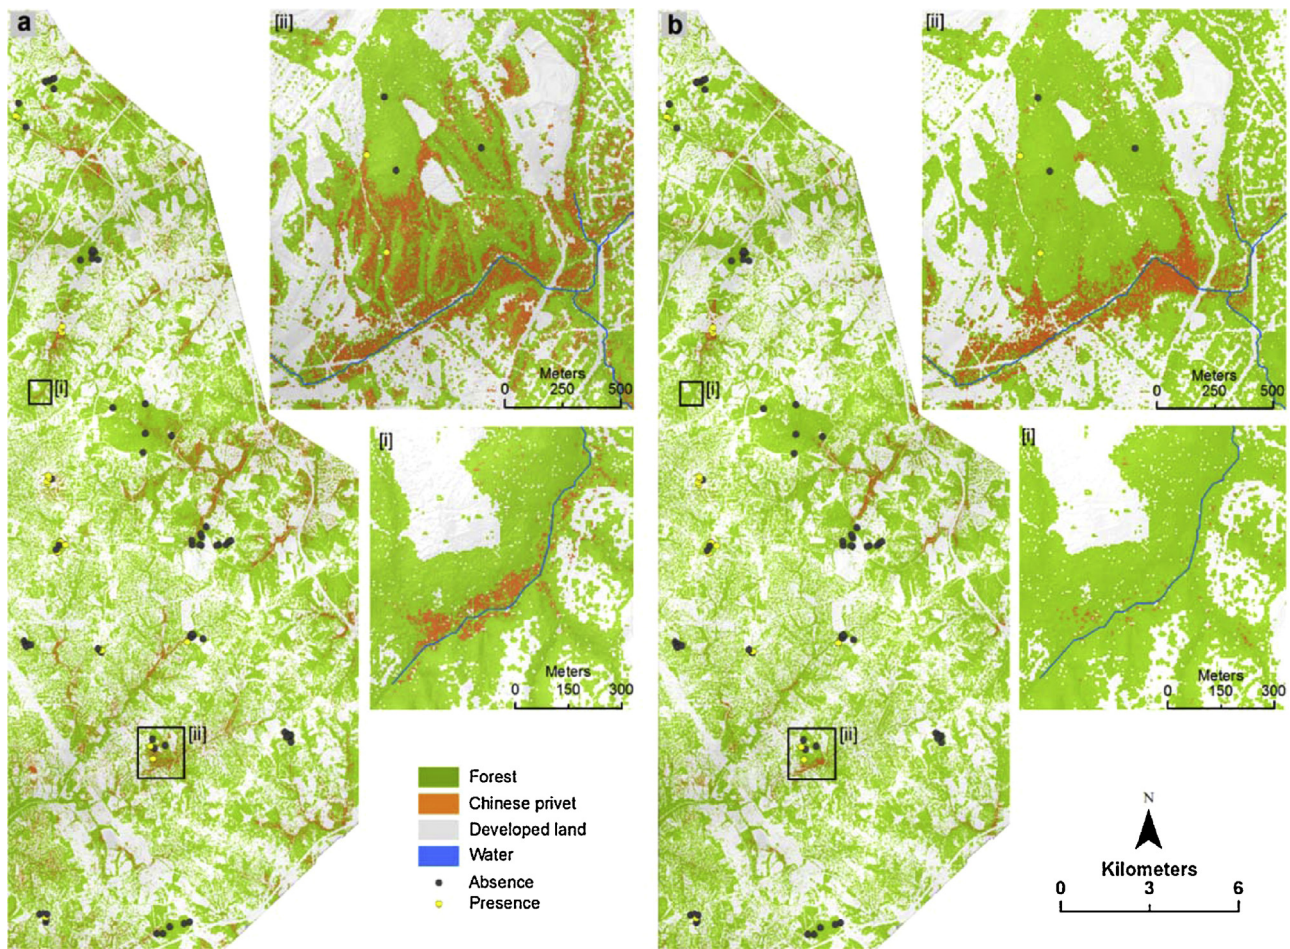 a
[ii]
Meters
0 250 500
[i]
[i]
Meters
0 150 300
[ii]
b
[ii]
Meters
0 250 500
[i]
[i]
Meters
0 150 300
[ii]
Forest
Chinese privet
Developed land
Water
Absence
Presence
N
Kilometers
0 3 6